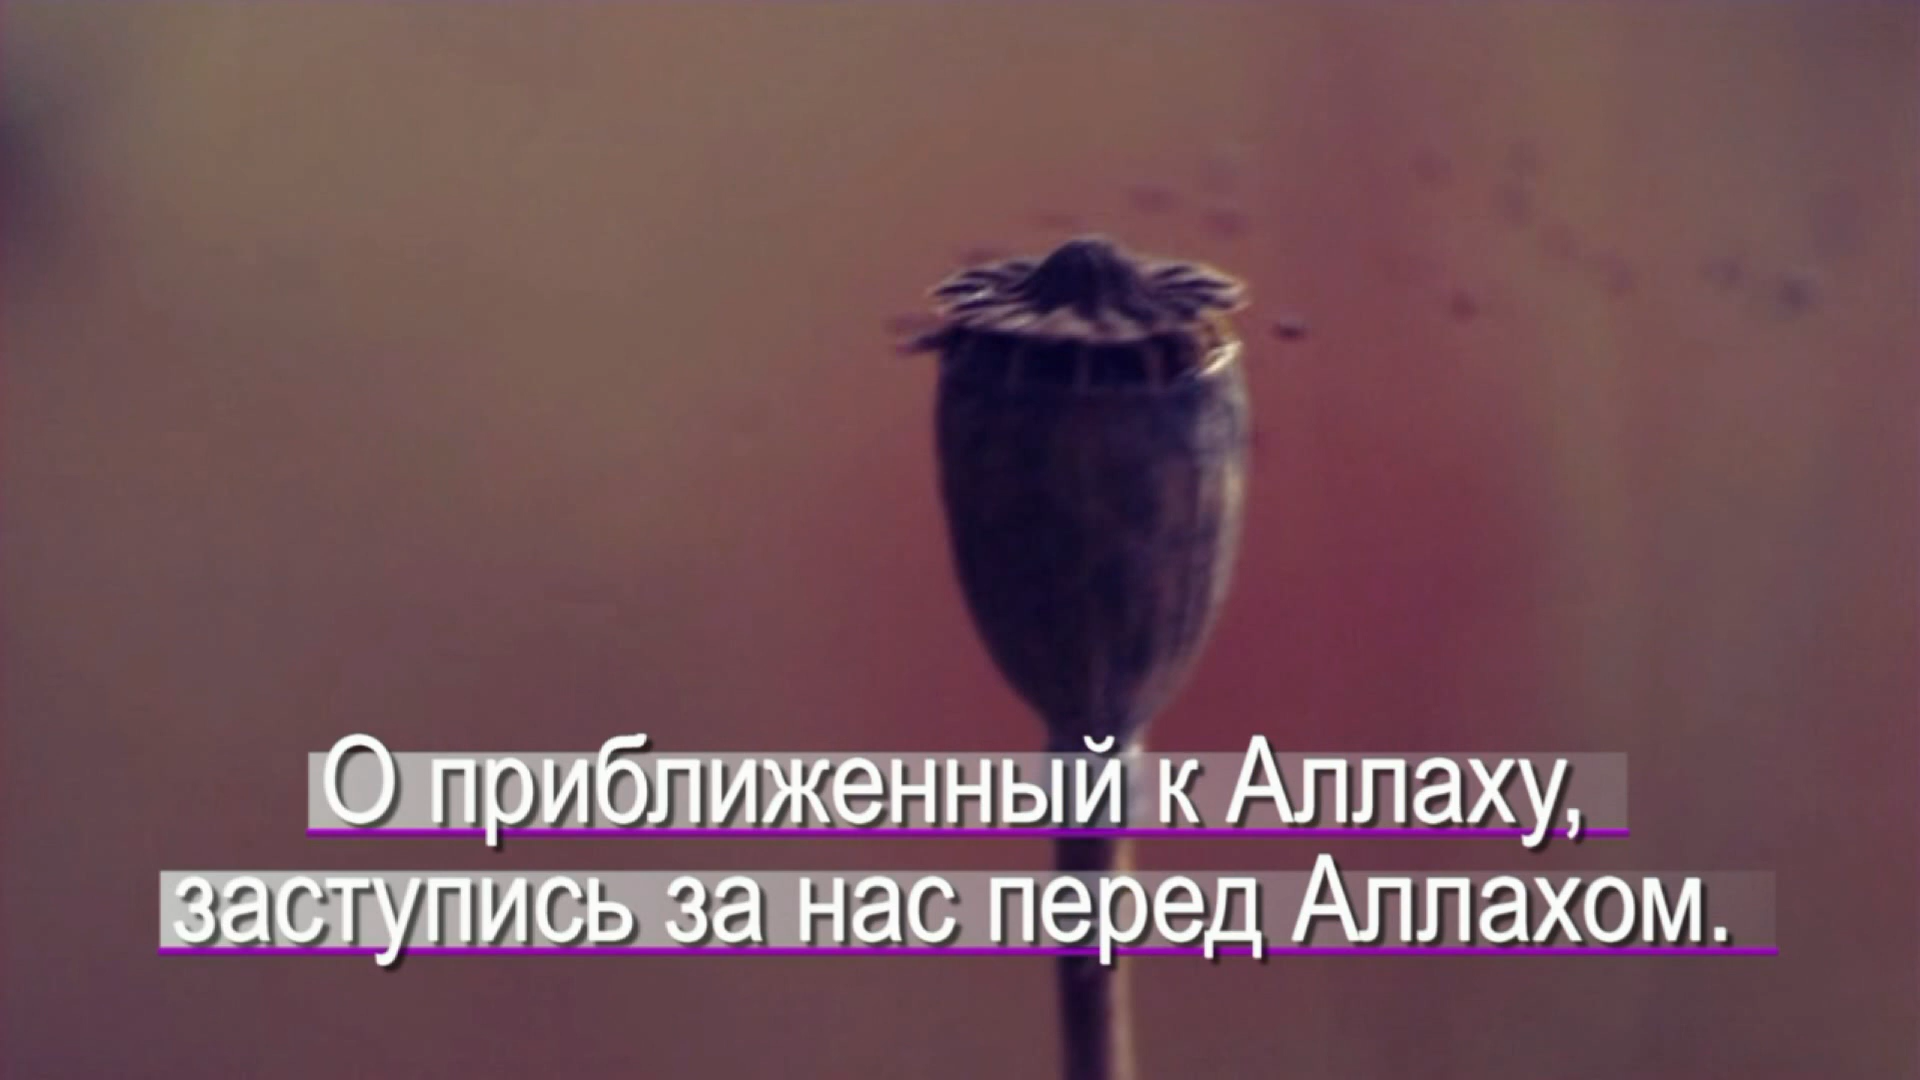 О приближенный к Аллаху,
заступись за нас перед Аллахом.